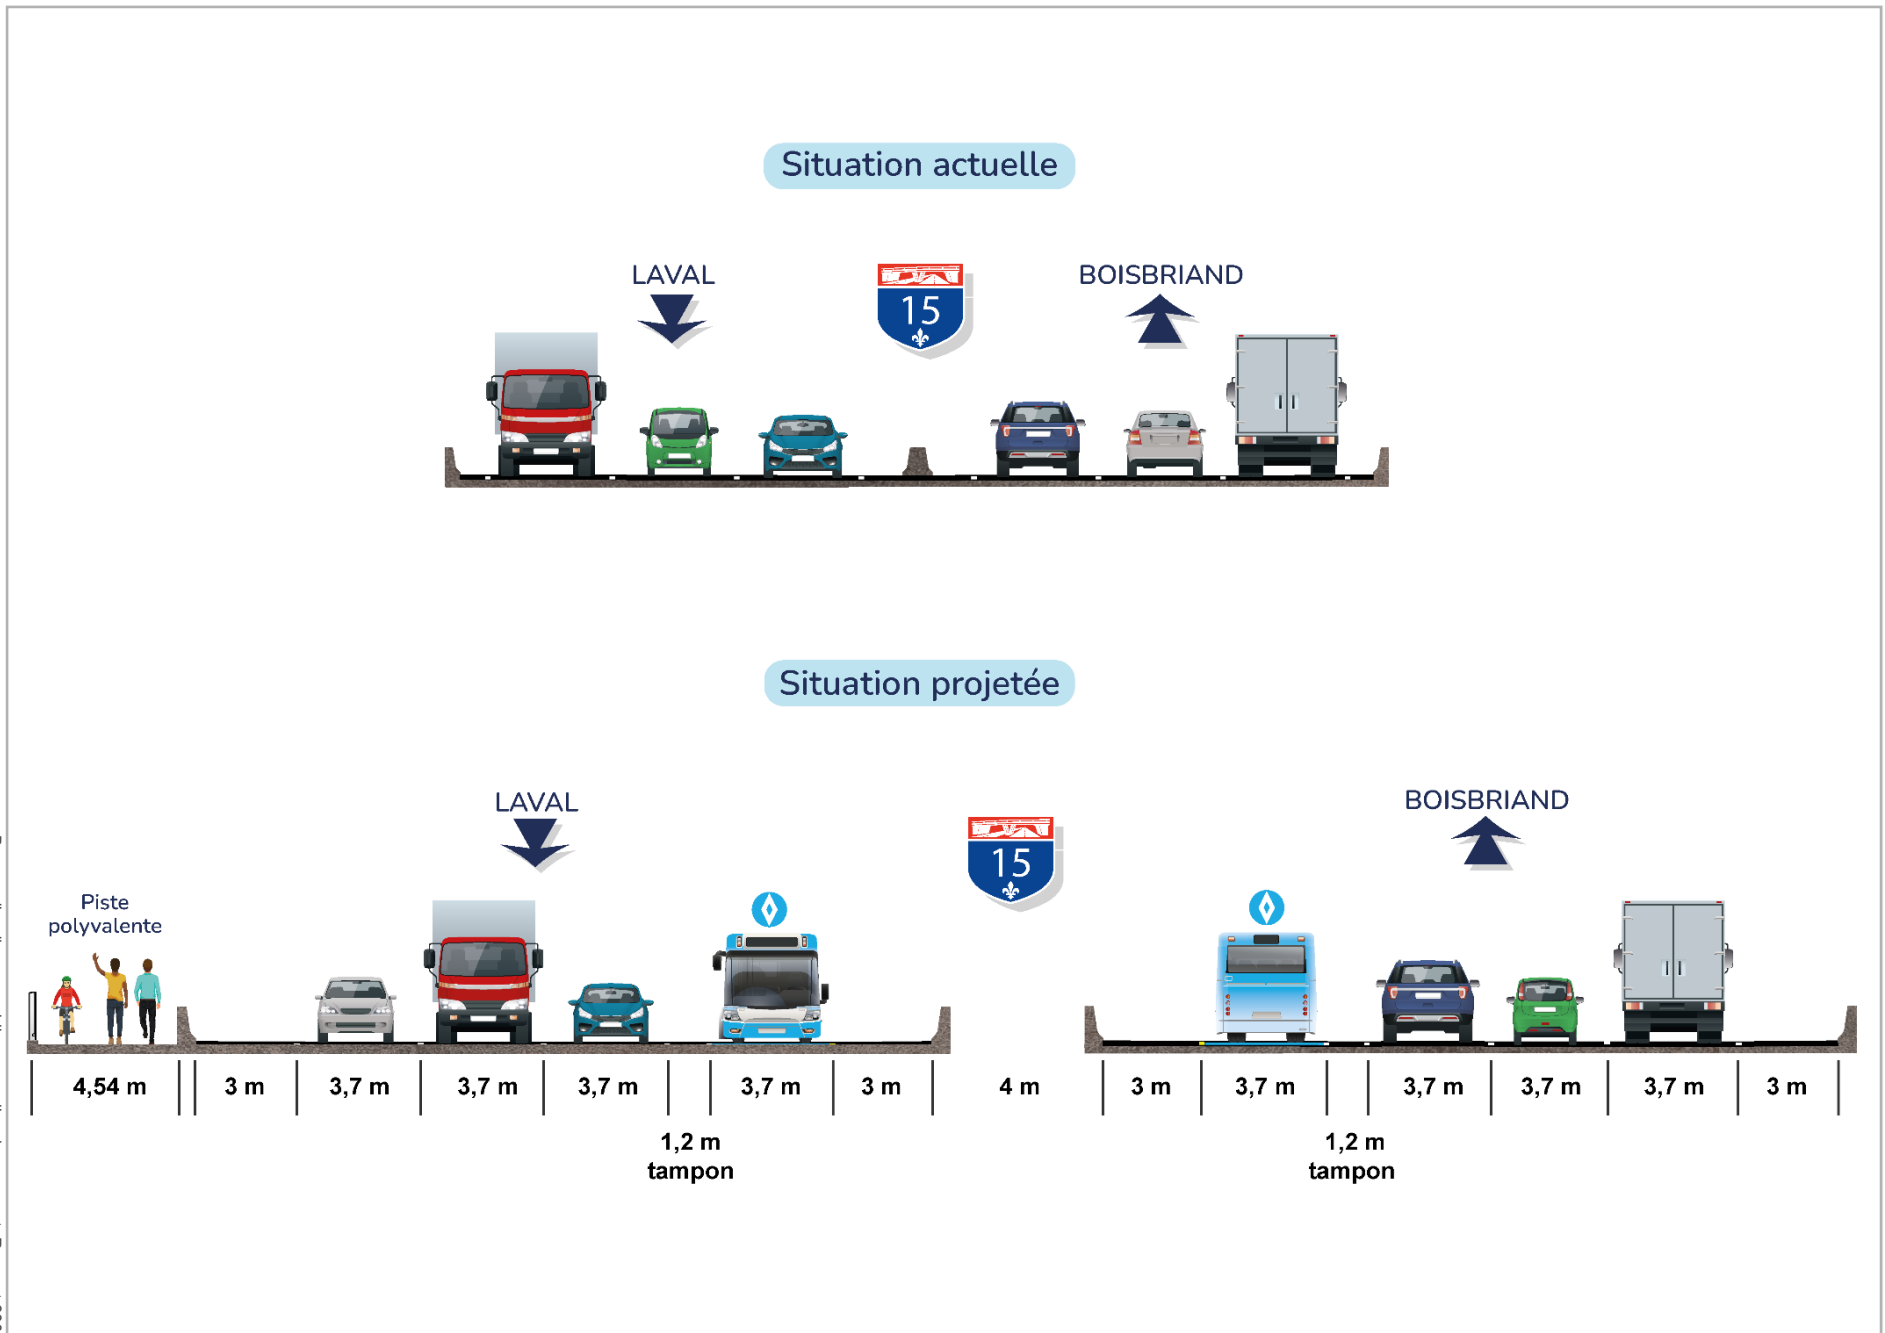 Situation actuelle
LAVAL
BOISBRIAND
15
Situation projetée
LAVAL
BOISBRIAND
15
Piste
polyvalente
4,54 m
3 m
3,7 m
3,7 m
3,7 m
3,7 m
3 m
4 m
3 m
3,7 m
3,7 m
3,7 m
3,7 m
3 m
1,2 m
tampon
1,2 m
tampon